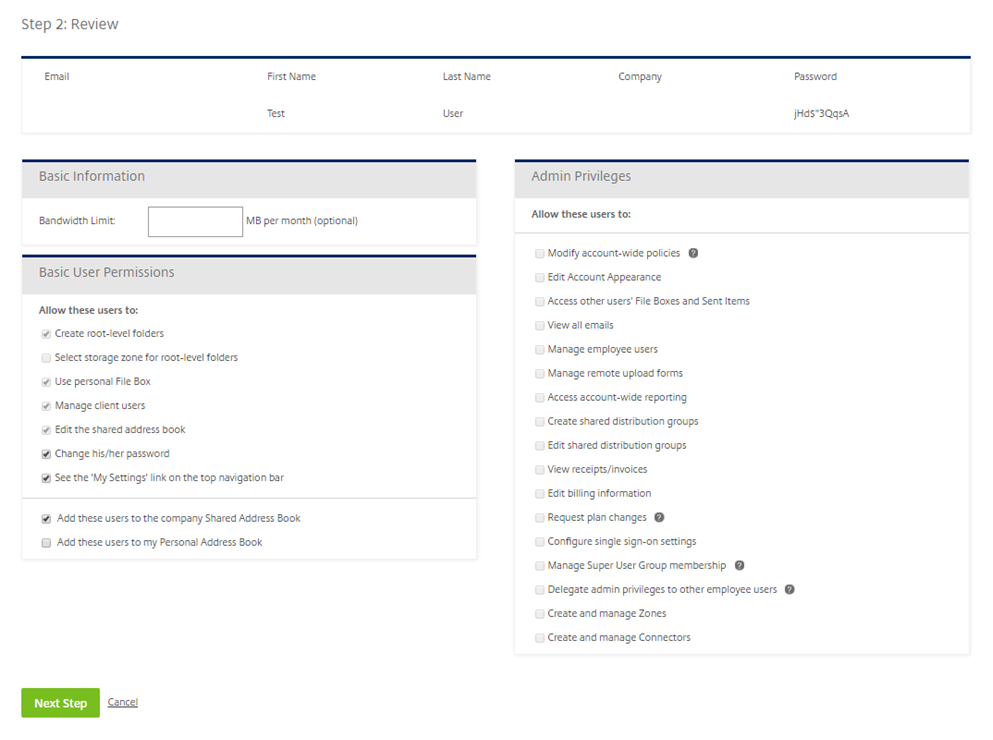 Step 2: Review
Email First Name Last Name Company Password
Test User jHd$"3QqsA
Basic Information
Bandwidth Limit: MB per month (optional)
Basic User Permissions
Allow these users to:
Create root-level folders
Select storage zone for root-level folders
Use personal File Box
Manage client users
Edit the shared address book
Change his/her password
See the 'My Settings' link on the top navigation bar
Add these users to the company Shared Address Book
Add these users to my Personal Address Book
Admin Privileges
Allow these users to:
Modify account-wide policies ?
Edit Account Appearance
Access other users' File Boxes and Sent Items
View all emails
Manage employee users
Manage remote upload forms
Access account-wide reporting
Create shared distribution groups
Edit shared distribution groups
View receipts/invoices
Edit billing information
Request plan changes ?
Configure single sign-on settings
Manage Super User Group membership ?
Delegate admin privileges to other employee users ?
Create and manage Zones
Create and manage Connectors
Next Step Cancel